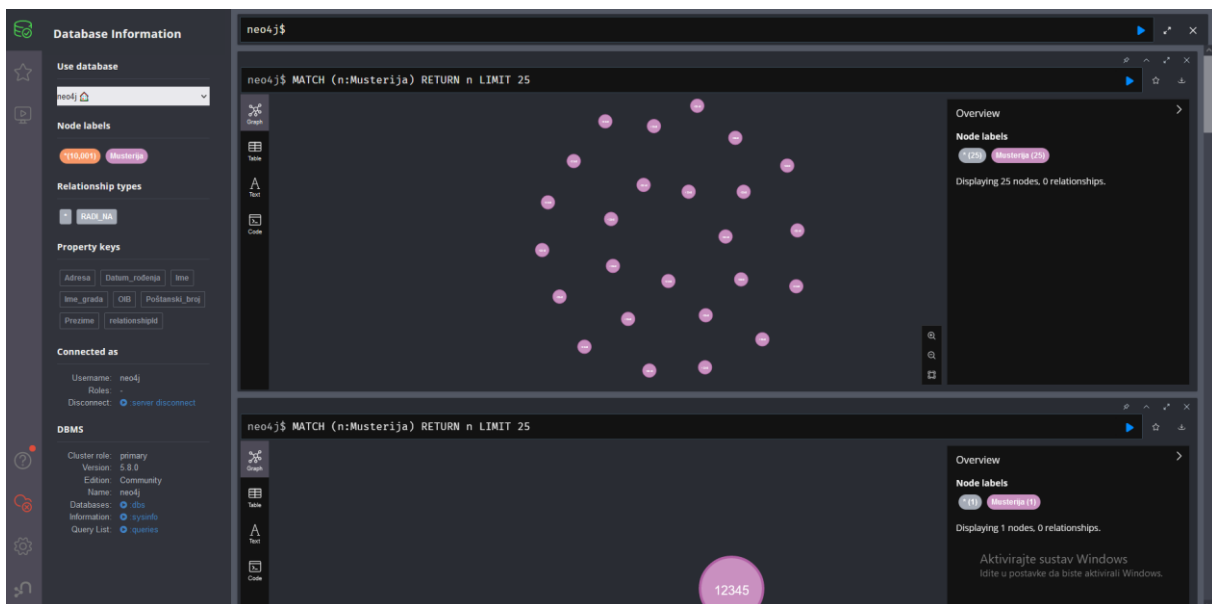 Database Information
Use database
neo4j
Node labels
*(10,001) Musterija
Relationship types
* RADI_NA
Property keys
Adresa Datum_rođenja Ime
Ime_grada OIB Poštanski_broj
Prezime relationshipId
Connected as
Username: neo4j
Roles: -
Disconnect: :server disconnect
DBMS
Cluster role: primary
Version: 5.8.0
Edition: Community
Name: neo4j
Databases: :dbs
Information: :sysinfo
Query List: :queries
neo4j$
neo4j$ MATCH (n:Musterija) RETURN n LIMIT 25
Graph
Table
A
Text
Code
Overview
Node labels
* (25) Musterija (25)
Displaying 25 nodes, 0 relationships.
neo4j$ MATCH (n:Musterija) RETURN n LIMIT 25
Graph
Table
A
Text
Code
12345
Overview
Node labels
* (1) Musterija (1)
Displaying 1 nodes, 0 relationships.
Aktivirajte sustav Windows
Idite u postavke da biste aktivirali Windows.